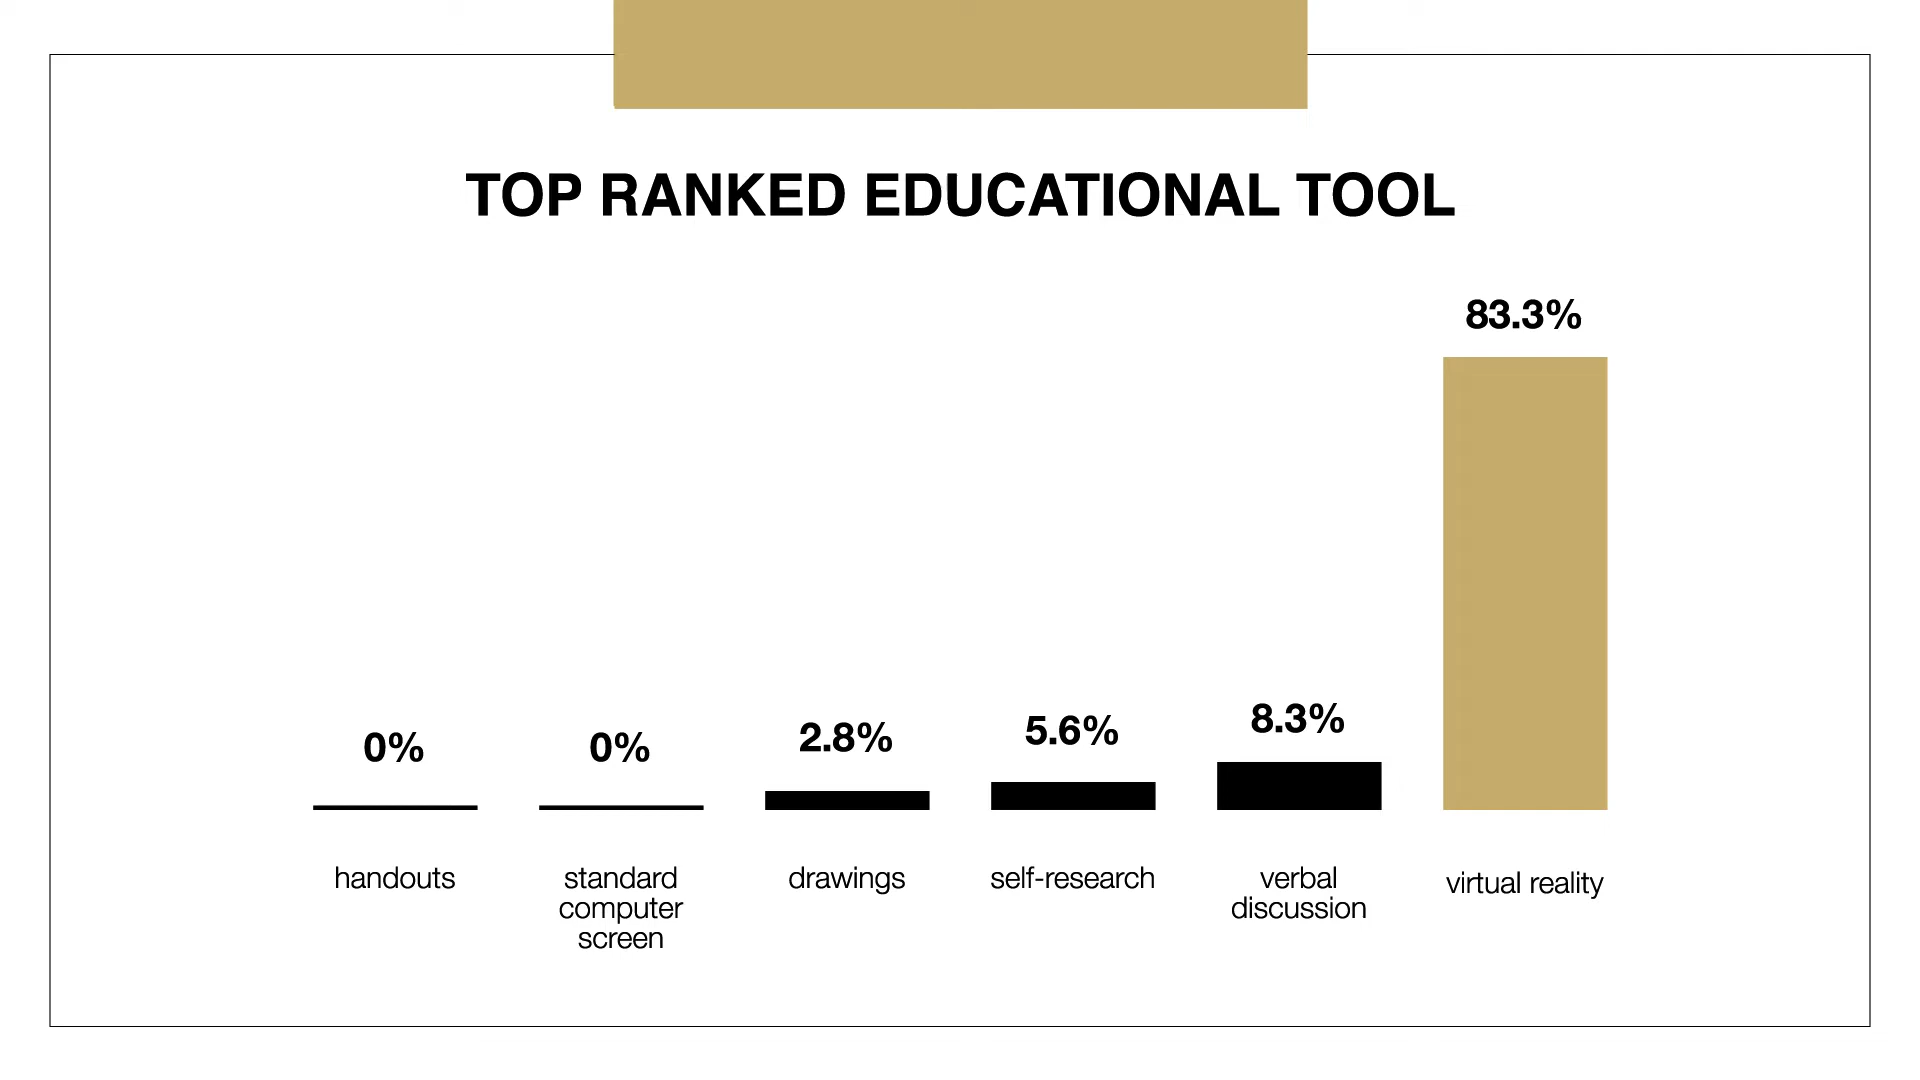 TOP RANKED EDUCATIONAL TOOL
83.3%
8.3%
5.6%
2.8%
0%
0%
handouts
standard
computer
screen
drawings
self-research
verbal
discussion
virtual reality